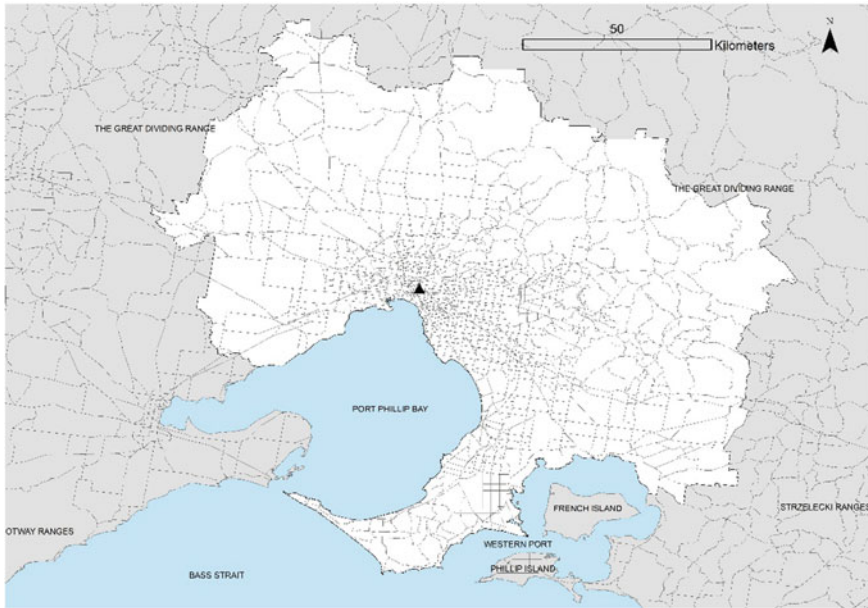 50
Kilometers
N
THE GREAT DIVIDING RANGE
THE GREAT DIVIDING RANGE
PORT PHILLIP BAY
FRENCH ISLAND
STRZELECKI RANGES
OTWAY RANGES
WESTERN PORT
PHILLIP ISLAND
BASS STRAIT